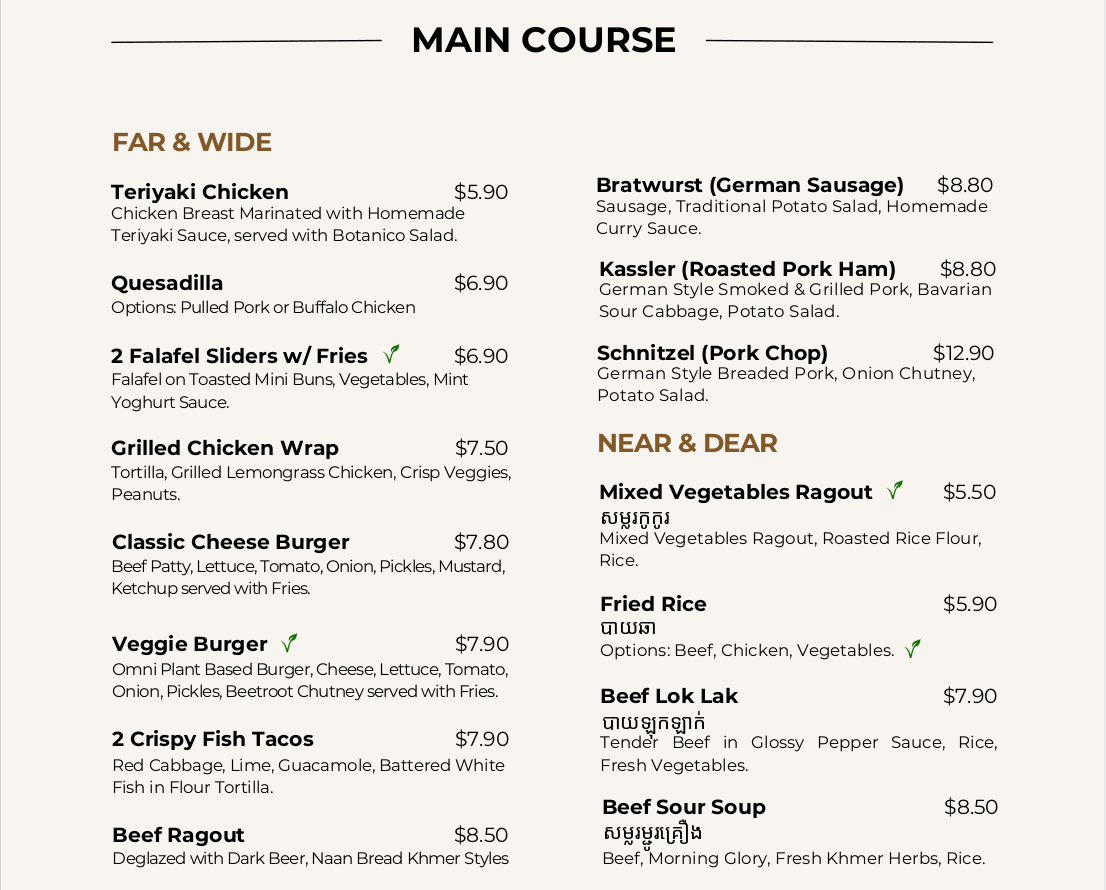 MAIN COURSE
FAR & WIDE
Teriyaki Chicken $5.90
Chicken Breast Marinated with Homemade
Teriyaki Sauce, served with Botanico Salad.
Quesadilla $6.90
Options: Pulled Pork or Buffalo Chicken
2 Falafel Sliders w/ Fries $6.90
Falafel on Toasted Mini Buns, Vegetables, Mint
Yoghurt Sauce.
Grilled Chicken Wrap $7.50
Tortilla, Grilled Lemongrass Chicken, Crisp Veggies,
Peanuts.
Classic Cheese Burger $7.80
Beef Patty, Lettuce, Tomato, Onion, Pickles, Mustard,
Ketchup served with Fries.
Veggie Burger $7.90
Omni Plant Based Burger, Cheese, Lettuce, Tomato,
Onion, Pickles, Beetroot Chutney served with Fries.
2 Crispy Fish Tacos $7.90
Red Cabbage, Lime, Guacamole, Battered White
Fish in Flour Tortilla.
Beef Ragout $8.50
Deglazed with Dark Beer, Naan Bread Khmer Styles
Bratwurst (German Sausage) $8.80
Sausage, Traditional Potato Salad, Homemade
Curry Sauce.
Kassler (Roasted Pork Ham) $8.80
German Style Smoked & Grilled Pork, Bavarian
Sour Cabbage, Potato Salad.
Schnitzel (Pork Chop) $12.90
German Style Breaded Pork, Onion Chutney,
Potato Salad.
NEAR & DEAR
Mixed Vegetables Ragout $5.50
សម្លរកូកូរ
Mixed Vegetables Ragout, Roasted Rice Flour,
Rice.
Fried Rice $5.90
បាយឆា
Options: Beef, Chicken, Vegetables.
Beef Lok Lak $7.90
បាយឡុកឡាក់
Tender Beef in Glossy Pepper Sauce, Rice,
Fresh Vegetables.
Beef Sour Soup $8.50
សម្លរម្ជូរគ្រឿង
Beef, Morning Glory, Fresh Khmer Herbs, Rice.